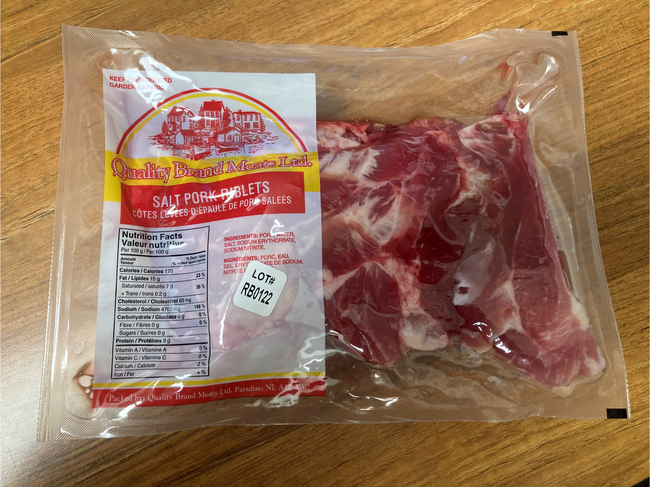 KEEP
GARDER
Quality Brand Meats Ltd.
SALT PORK RIBLETS
CÔTES LEVÉES D'ÉPAULE DE PORC SALÉES
Nutrition Facts
Valeur nutritive
Per 100 g / Par 100 g
Amount
Teneur
% Daily Value
% valeur quotidienne
Calories / Calories 170
Fat / Lipides 15 g 23 %
Saturated / saturés 7 g 36 %
+ Trans / trans 0.2 g
Cholesterol / Cholestérol 65 mg
Sodium / Sodium 4760 mg 198 %
Carbohydrate / Glucides 0 g 0 %
Fibre / Fibres 0 g 0 %
Sugars / Sucres 0 g
Protein / Protéines 9 g
Vitamin A / Vitamine A 0 %
Vitamin C / Vitamine C 0 %
Calcium / Calcium 2 %
Iron / Fer %
INGREDIENTS: PORK, WATER,
SALT, SODIUM ERYTHORBATE,
SODIUM NITRITE.
INGRÉDIENTS: PORC, EAU,
SEL, ERYTHORBATE DE SODIUM,
NITRITE
LOT#
RB0122
Packed by: Quality Brand Meats Ltd. Paradise, NL